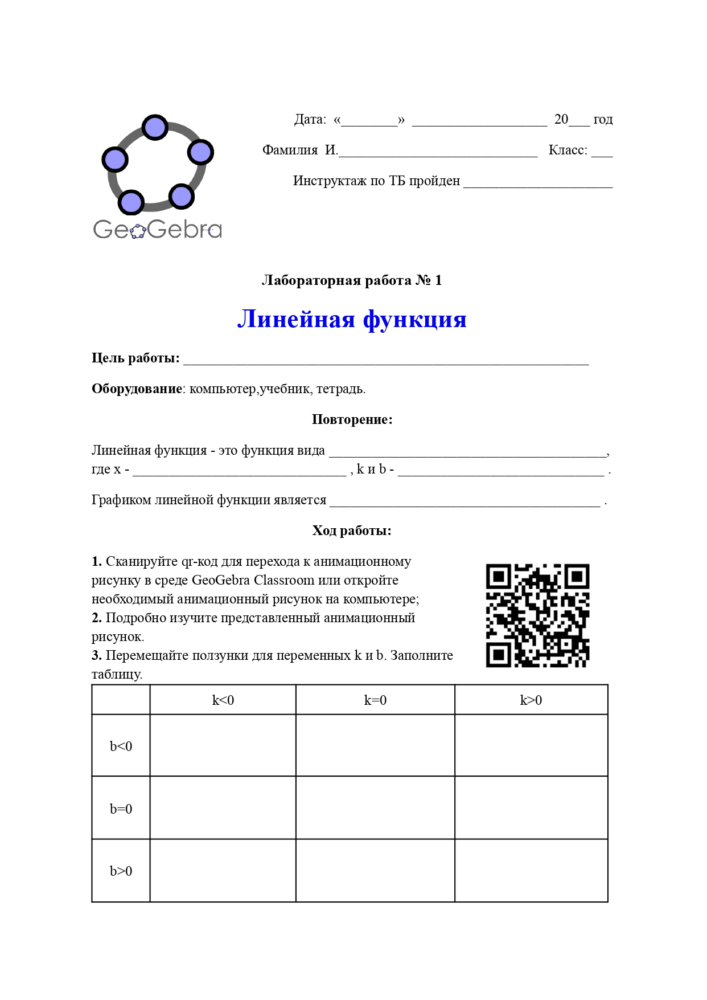 Дата: «________» ___________________ 20___ год
Фамилия И.____________________________ Класс: ___
Инструктаж по ТБ пройден _____________________
GeoGebra
Лабораторная работа № 1
Линейная функция
Цель работы: _________________________________________________________
Оборудование: компьютер,учебник, тетрадь.
Повторение:
Линейная функция - это функция вида _______________________________________,
где x - ______________________________ , k и b - _____________________________ .
Графиком линейной функции является ______________________________________ .
Ход работы:
1. Сканируйте qr-код для перехода к анимационному
рисунку в среде GeoGebra Classroom или откройте
необходимый анимационный рисунок на компьютере;
2. Подробно изучите представленный анимационный
рисунок.
3. Перемещайте ползунки для переменных k и b. Заполните
таблицу.
k<0 k=0 k>0
b<0
b=0
b>0